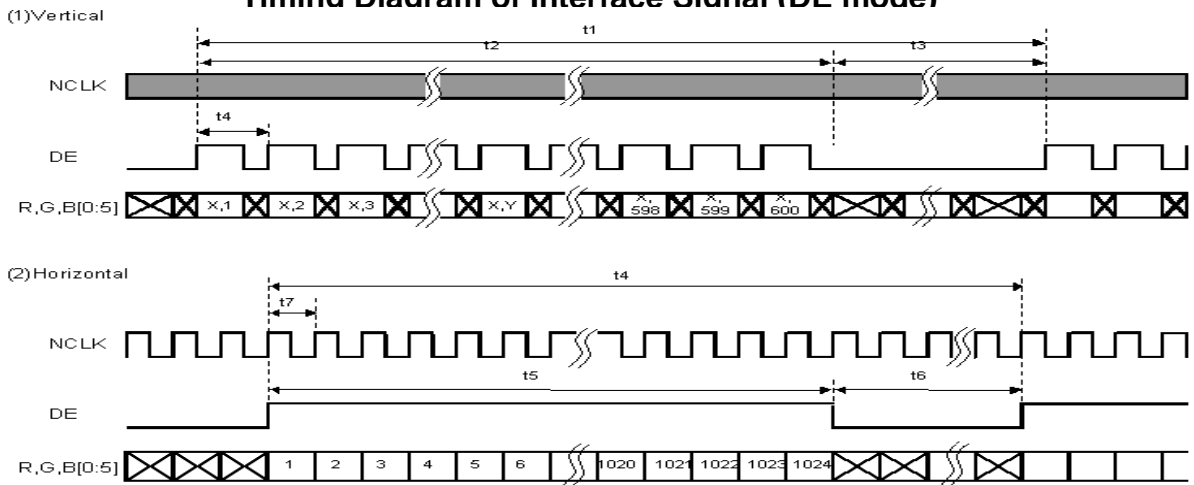 Timing Diagram of Interface Signal (DE mode)
(1)Vertical
t1
t2
t3
NCLK
t4
DE
R,G,B[0:5]
X,1
X,2
X,3
X,Y
X,
598
X,
599
X,
600
(2)Horizontal
t4
t7
NCLK
t5
t6
DE
R,G,B[0:5]
1
2
3
4
5
6
1020
1021
1022
1023
1024